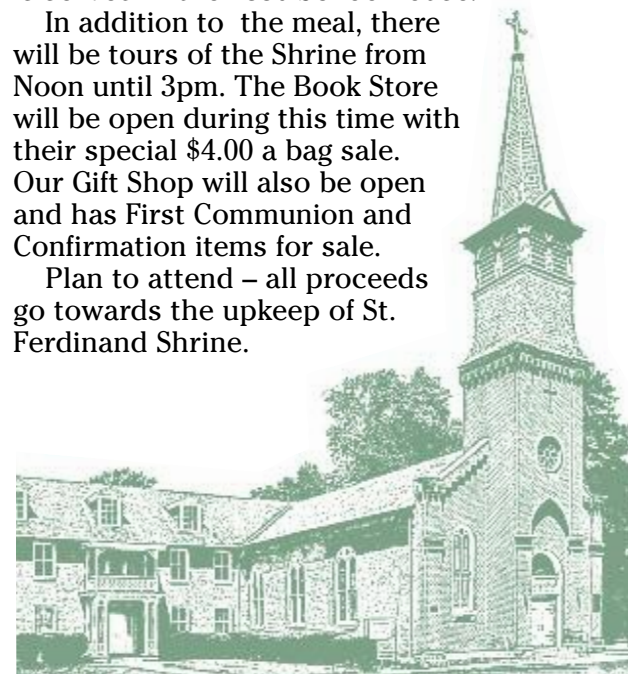 In addition to the meal, there
will be tours of the Shrine from
Noon until 3pm. The Book Store
will be open during this time with
their special $4.00 a bag sale.
Our Gift Shop will also be open
and has First Communion and
Confirmation items for sale.
Plan to attend – all proceeds
go towards the upkeep of St.
Ferdinand Shrine.